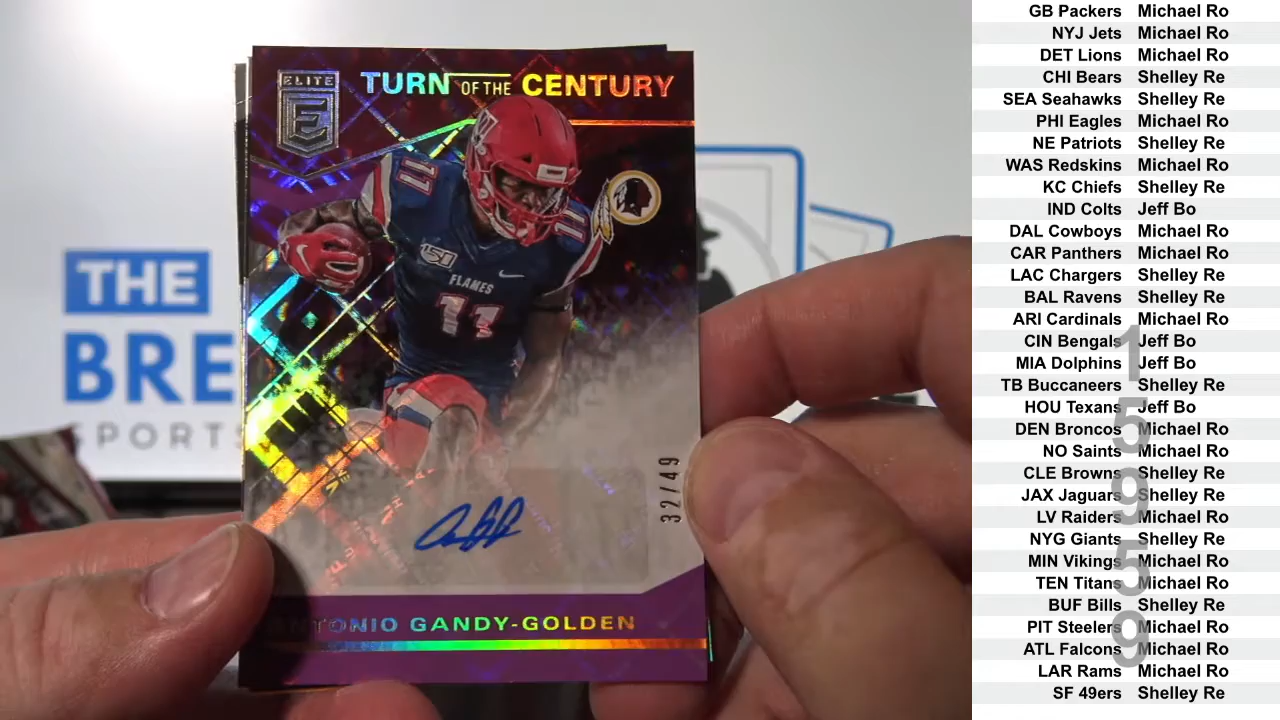 ELITE
E
TURN OF THE CENTURY
11
11
150
FLAMES
11
32/49
ANTONIO GANDY-GOLDEN
THE
BRE
SPORTS
GB Packers Michael Ro
NYJ Jets Michael Ro
DET Lions Michael Ro
CHI Bears Shelley Re
SEA Seahawks Shelley Re
PHI Eagles Michael Ro
NE Patriots Shelley Re
WAS Redskins Michael Ro
KC Chiefs Shelley Re
IND Colts Jeff Bo
DAL Cowboys Michael Ro
CAR Panthers Michael Ro
LAC Chargers Shelley Re
BAL Ravens Shelley Re
ARI Cardinals Michael Ro
CIN Bengals Jeff Bo
MIA Dolphins Jeff Bo
TB Buccaneers Shelley Re
HOU Texans Jeff Bo
DEN Broncos Michael Ro
NO Saints Michael Ro
CLE Browns Shelley Re
JAX Jaguars Shelley Re
LV Raiders Michael Ro
NYG Giants Shelley Re
MIN Vikings Michael Ro
TEN Titans Michael Ro
BUF Bills Shelley Re
PIT Steelers Michael Ro
ATL Falcons Michael Ro
LAR Rams Michael Ro
SF 49ers Shelley Re
15959